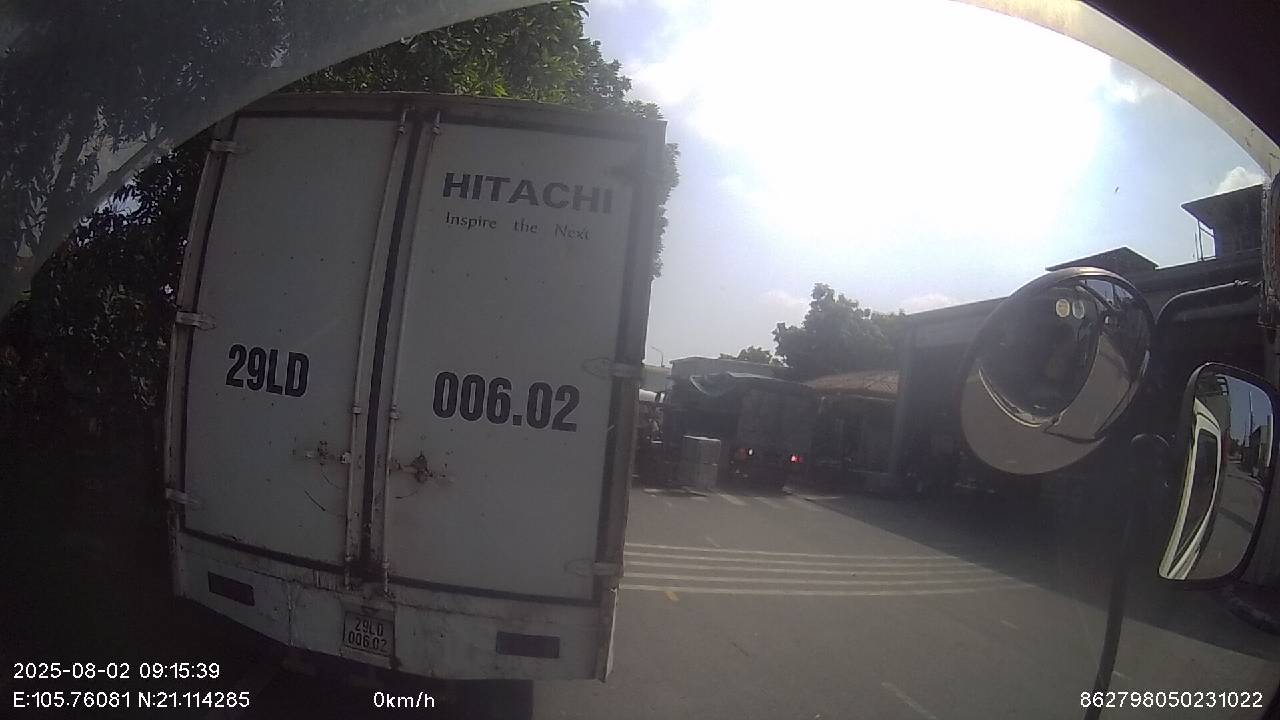 HITACHI
Inspire the Next
29LD
006.02
29LD
006.02
2025-08-02 09:15:39
E:105.76081 N:21.114285
0km/h
862798050231022